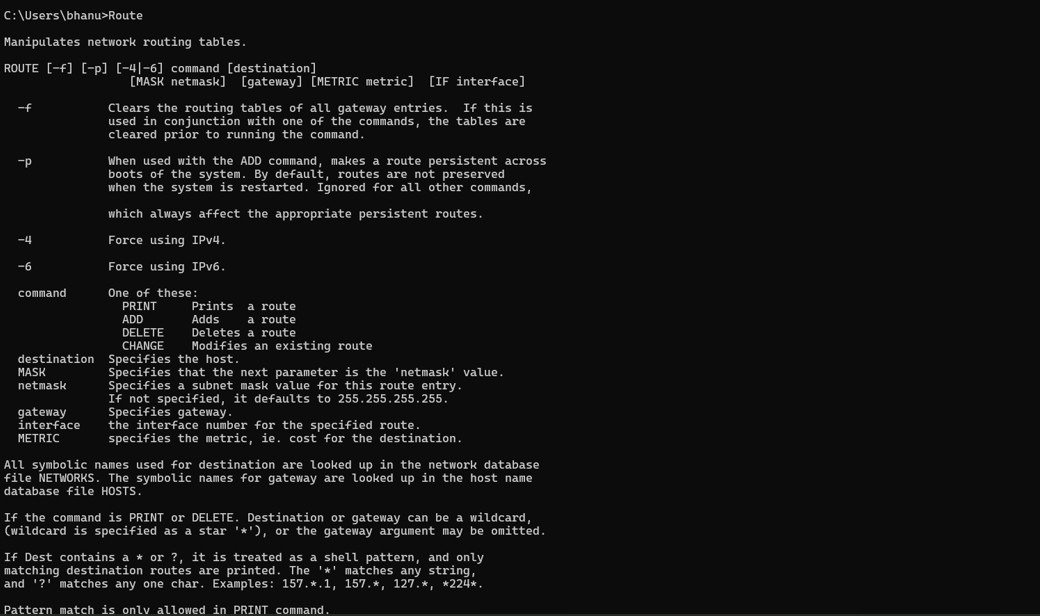 C:\Users\bhanu>Route
Manipulates network routing tables.
ROUTE [-f] [-p] [-4|-6] command [destination]
                  [MASK netmask]  [gateway] [METRIC metric]  [IF interface]
  -f           Clears the routing tables of all gateway entries.  If this is
               used in conjunction with one of the commands, the tables are
               cleared prior to running the command.
  -p           When used with the ADD command, makes a route persistent across
               boots of the system. By default, routes are not preserved
               when the system is restarted. Ignored for all other commands,
               which always affect the appropriate persistent routes.
  -4           Force using IPv4.
  -6           Force using IPv6.
  command      One of these:
                 PRINT     Prints  a route
                 ADD       Adds    a route
                 DELETE    Deletes a route
                 CHANGE    Modifies an existing route
  destination  Specifies the host.
  MASK         Specifies that the next parameter is the 'netmask' value.
  netmask      Specifies a subnet mask value for this route entry.
               If not specified, it defaults to 255.255.255.255.
  gateway      Specifies gateway.
  interface    the interface number for the specified route.
  METRIC       specifies the metric, ie. cost for the destination.
All symbolic names used for destination are looked up in the network database
file NETWORKS. The symbolic names for gateway are looked up in the host name
database file HOSTS.
If the command is PRINT or DELETE. Destination or gateway can be a wildcard,
(wildcard is specified as a star '*'), or the gateway argument may be omitted.
If Dest contains a * or ?, it is treated as a shell pattern, and only
matching destination routes are printed. The '*' matches any string,
and '?' matches any one char. Examples: 157.*.1, 157.*, 127.*, *224*.
Pattern match is only allowed in PRINT command.